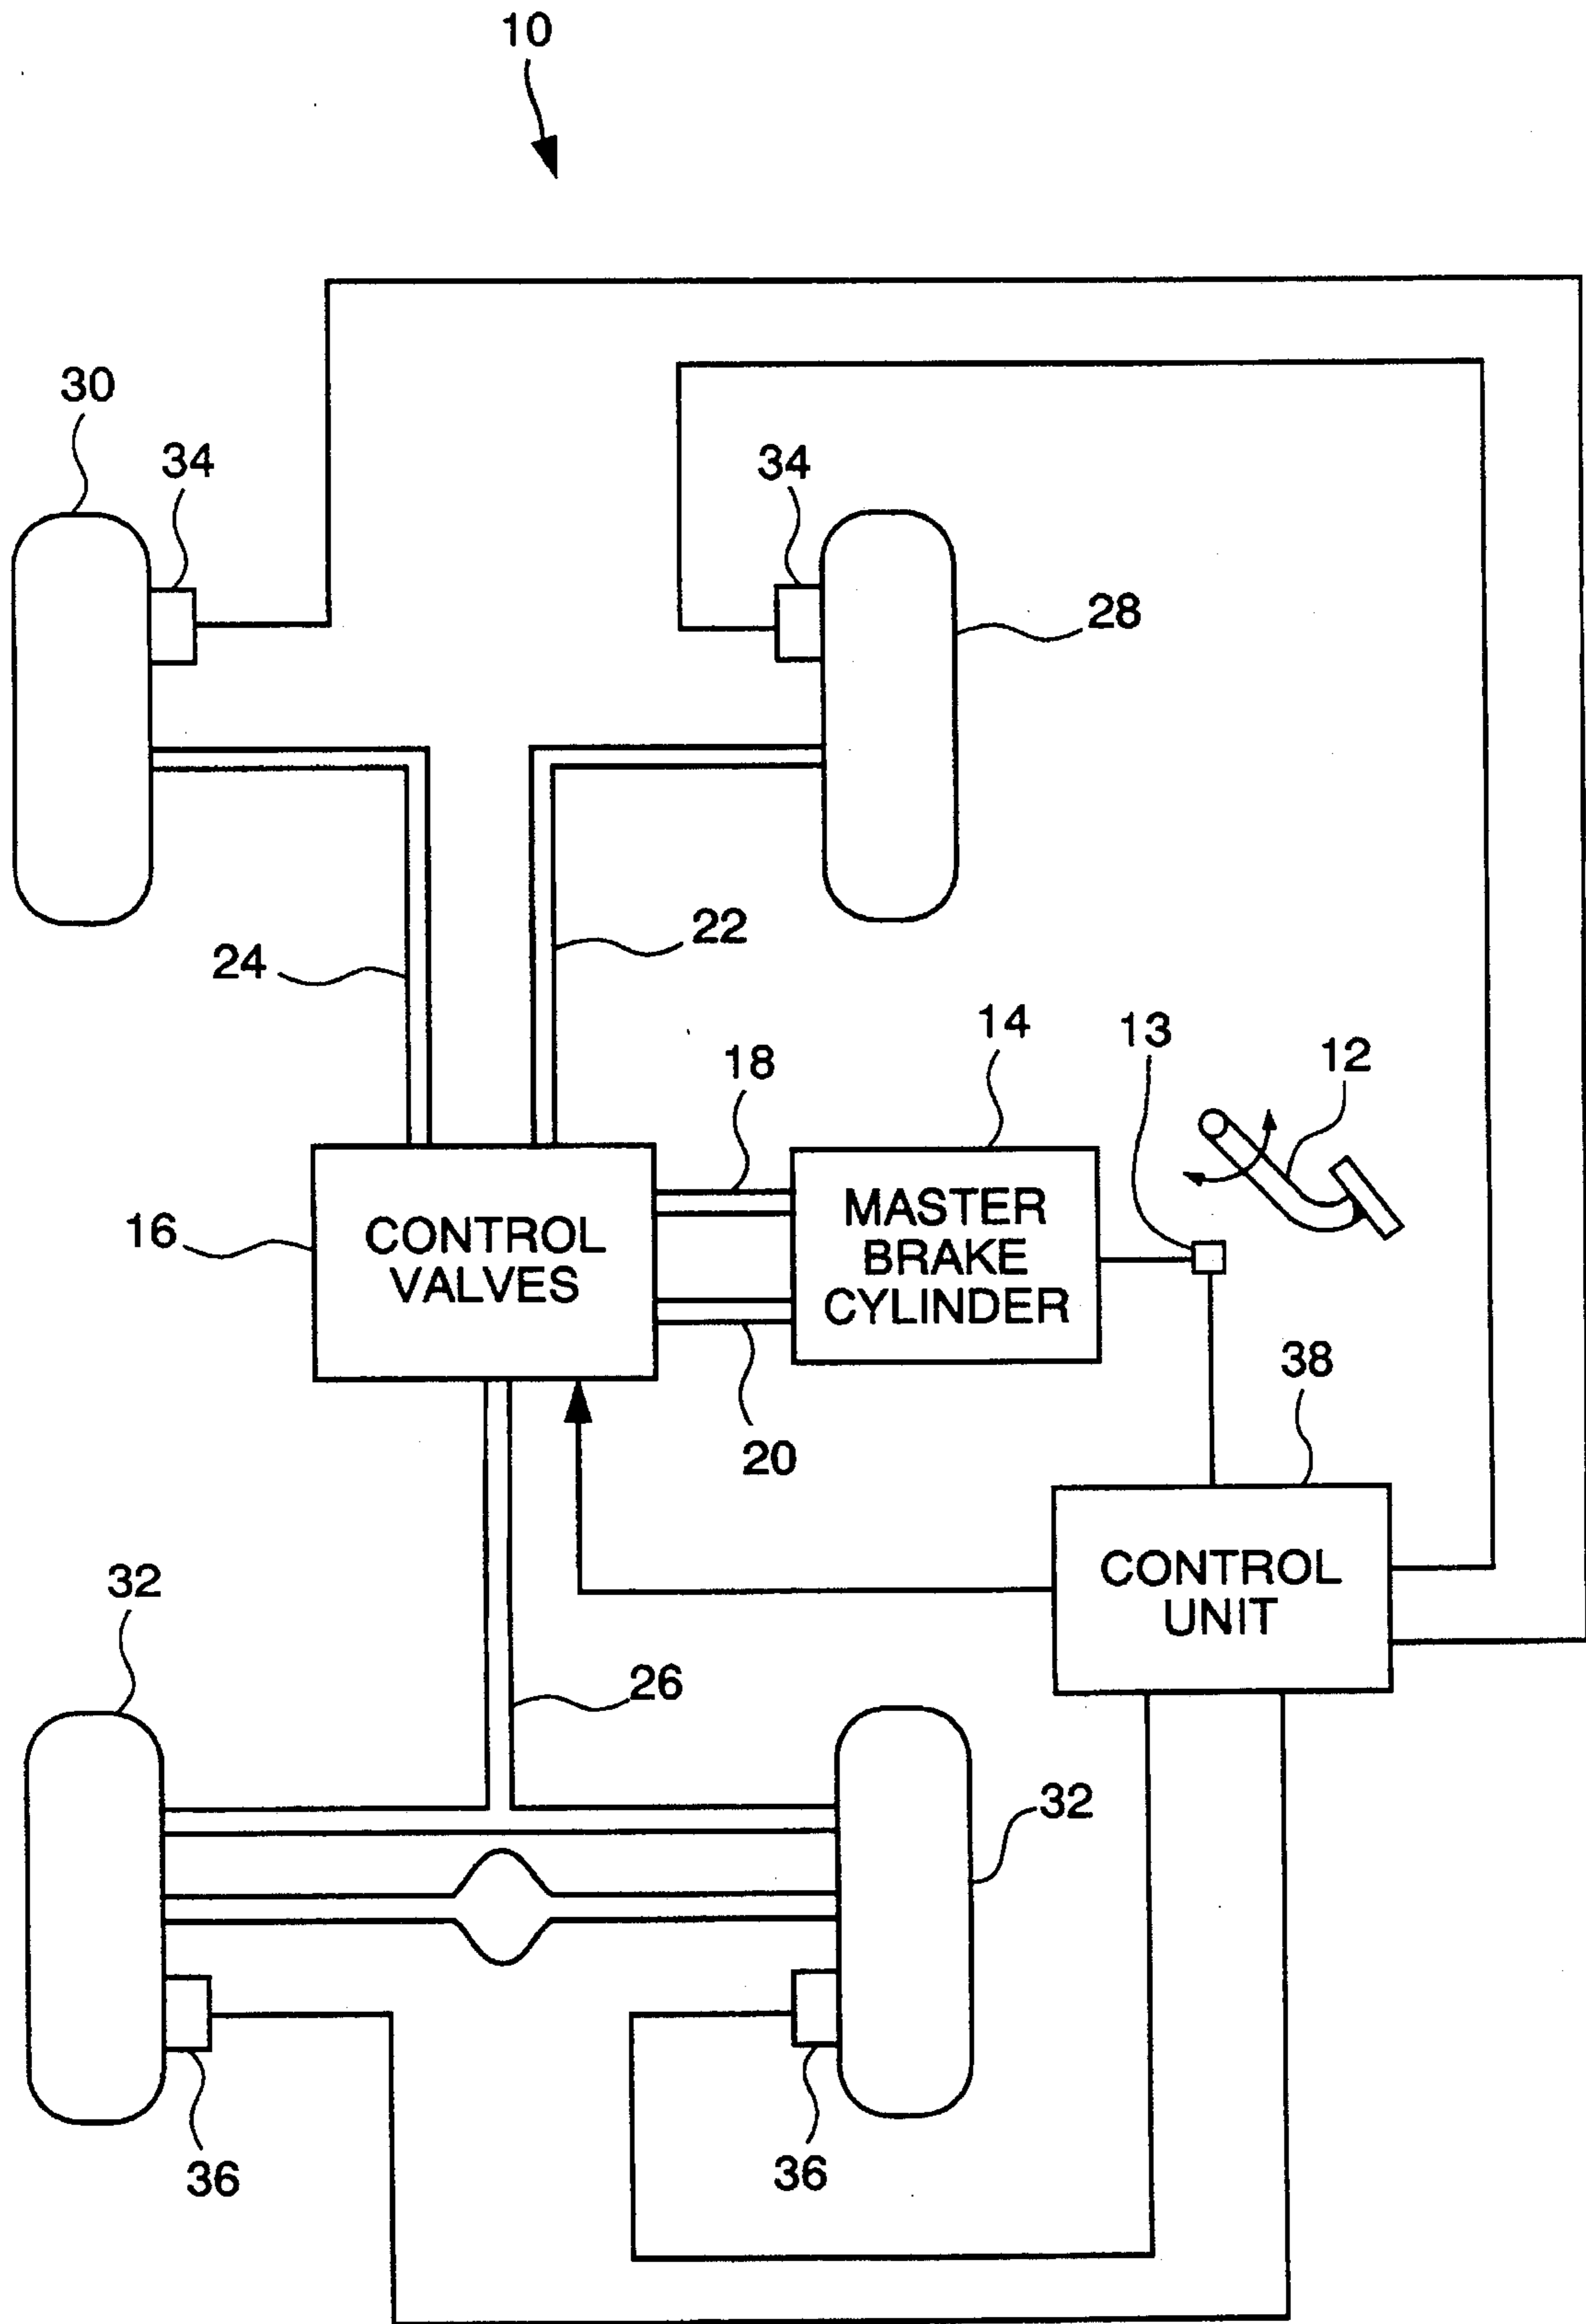 10
30
34
34
28
22
24
14
13
12
18
16
CONTROL
VALVES
MASTER
BRAKE
CYLINDER
38
20
CONTROL
UNIT
32
26
32
36
36